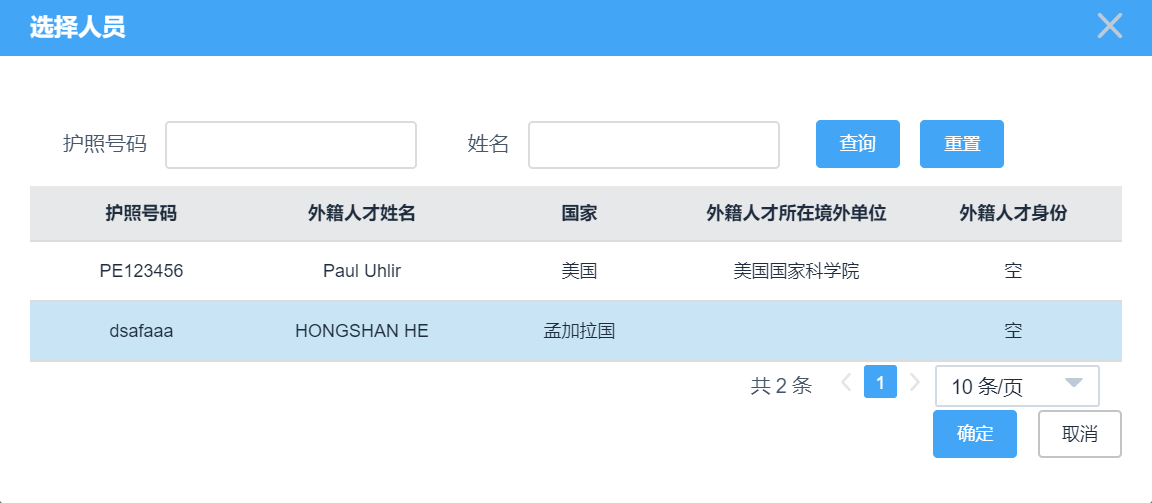 选择人员
护照号码 姓名 查询 重置
护照号码 外籍人才姓名 国家 外籍人才所在境外单位 外籍人才身份
PE123456 Paul Uhlir 美国 美国国家科学院 空
dsafaaa HONGSHAN HE 孟加拉国 空
共 2 条 1 10 条/页
确定 取消